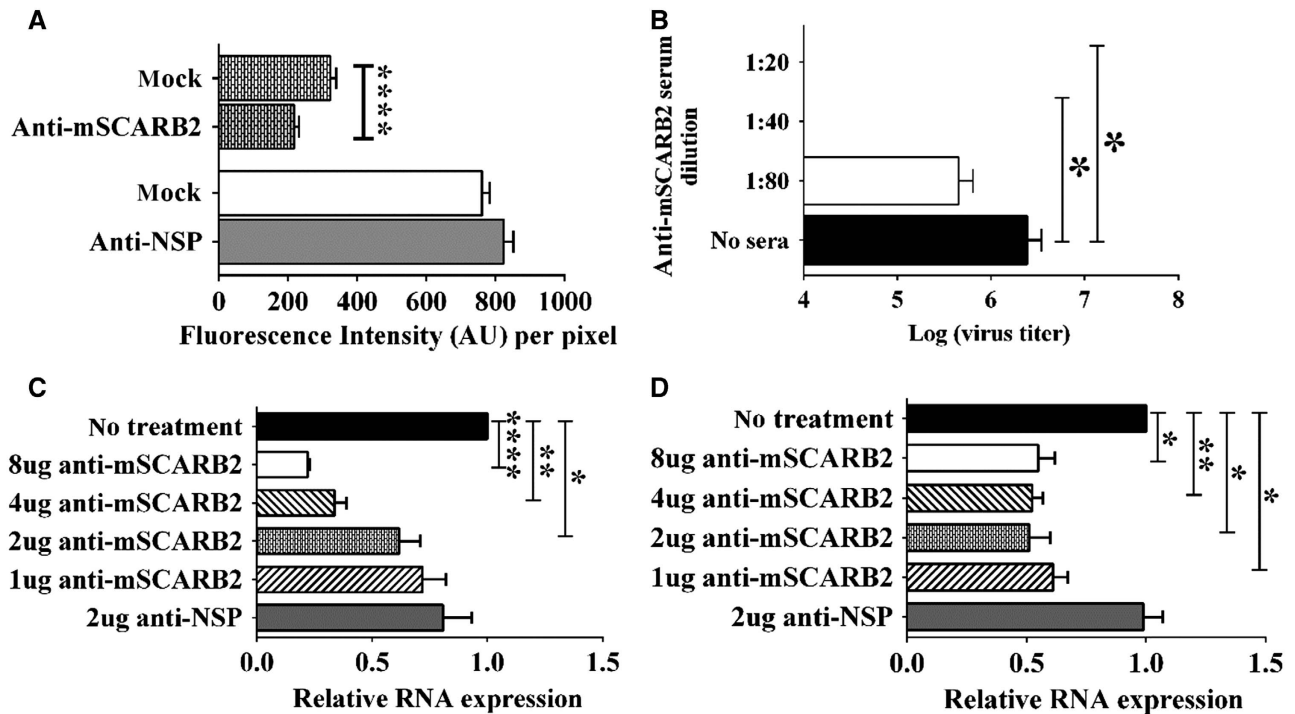 A
Mock
Anti-mSCARB2
Mock
Anti-NSP
****
0 200 400 600 800 1000
Fluorescence Intensity (AU) per pixel
B
Anti-mSCARB2 serum
dilution
1:20
1:40
1:80
No sera
*
*
4 5 6 7 8
Log (virus titer)
C
No treatment
8ug anti-mSCARB2
4ug anti-mSCARB2
2ug anti-mSCARB2
1ug anti-mSCARB2
2ug anti-NSP
****
**
*
0.0 0.5 1.0 1.5
Relative RNA expression
D
No treatment
8ug anti-mSCARB2
4ug anti-mSCARB2
2ug anti-mSCARB2
1ug anti-mSCARB2
2ug anti-NSP
*
**
*
*
0.0 0.5 1.0 1.5
Relative RNA expression